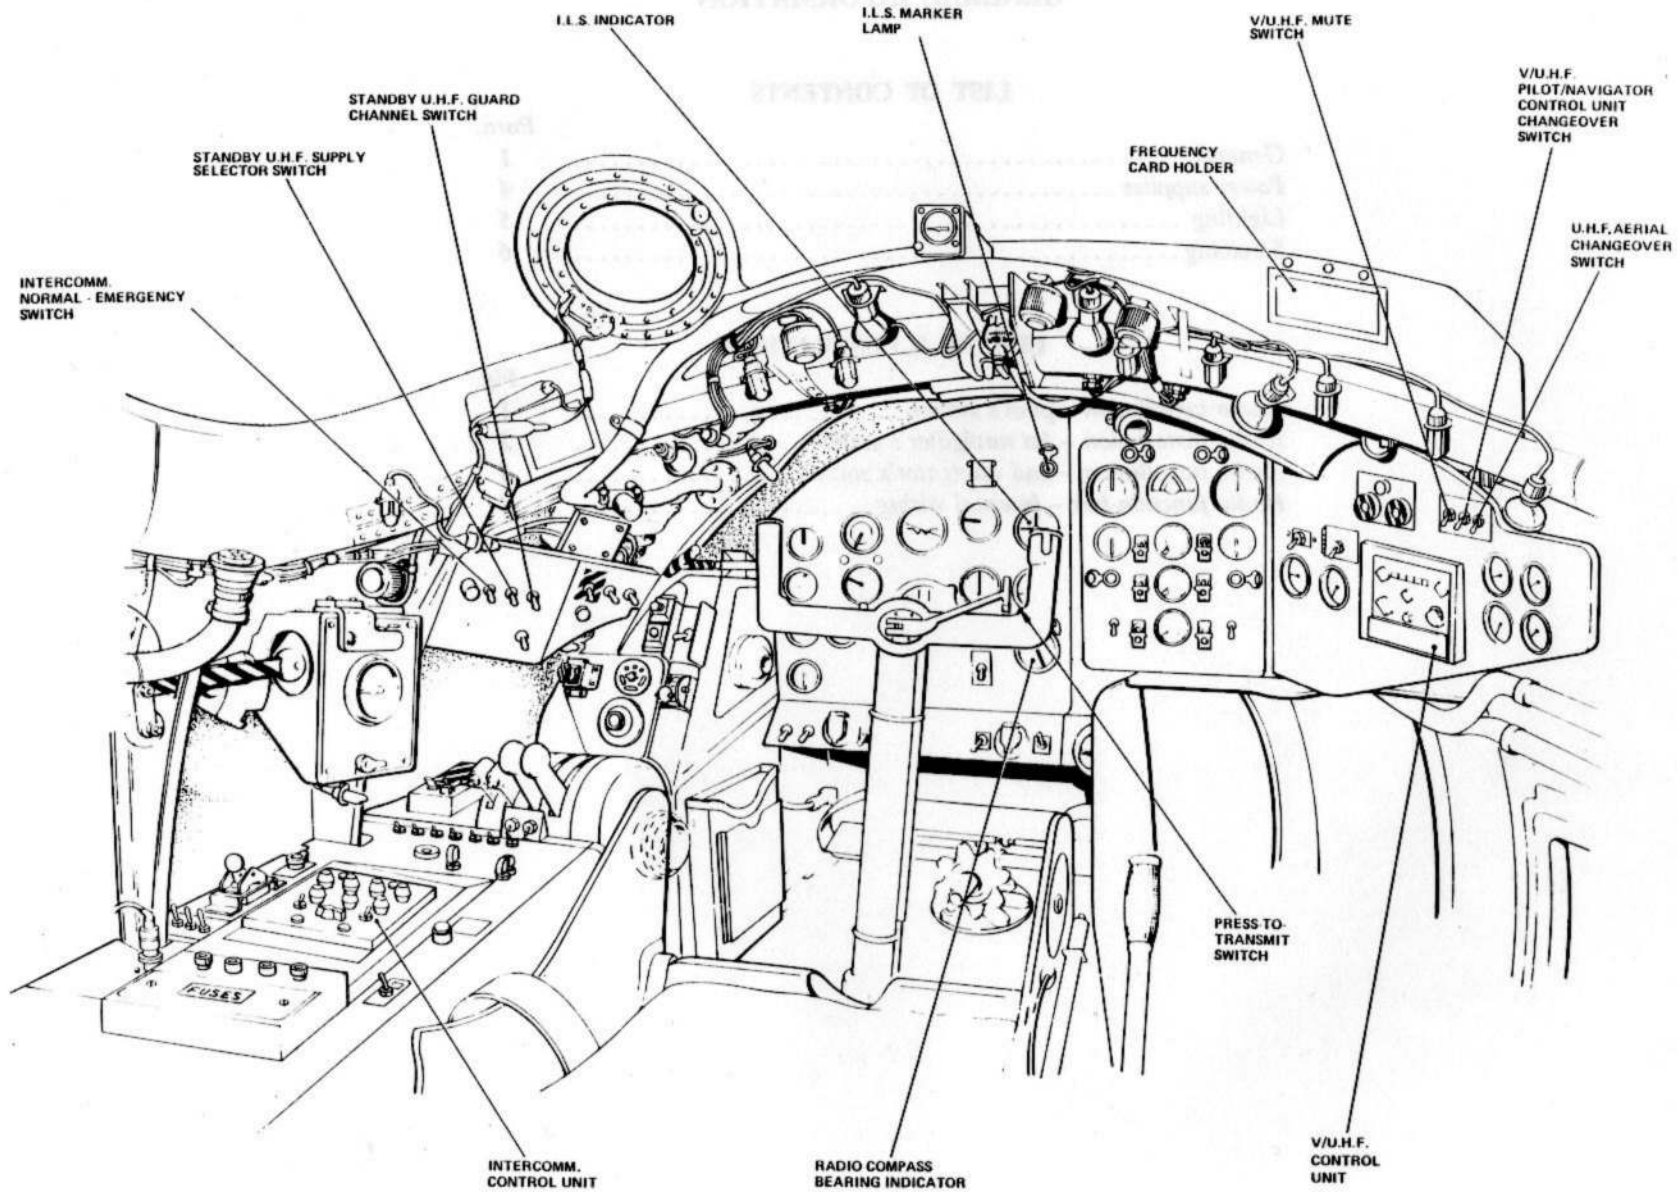 I.L.S. INDICATOR
I.L.S. MARKER
LAMP
V/U.H.F. MUTE
SWITCH
V/U.H.F.
PILOT/NAVIGATOR
CONTROL UNIT
CHANGEOVER
SWITCH
STANDBY U.H.F. GUARD
CHANNEL SWITCH
STANDBY U.H.F. SUPPLY
SELECTOR SWITCH
FREQUENCY
CARD HOLDER
U.H.F. AERIAL
CHANGEOVER
SWITCH
INTERCOMM.
NORMAL - EMERGENCY
SWITCH
LIST OF CONTENTS
FUSES
PRESS-TO-
TRANSMIT
SWITCH
INTERCOMM.
CONTROL UNIT
RADIO COMPASS
BEARING INDICATOR
V/U.H.F.
CONTROL
UNIT